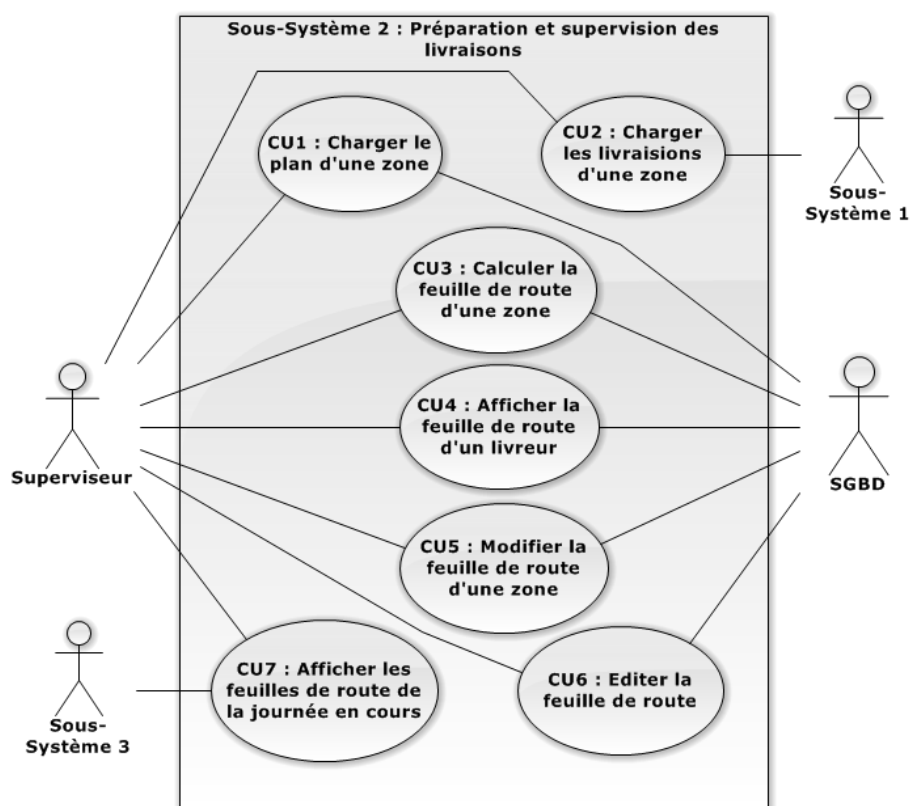 Sous-Système 2 : Préparation et supervision des
livraisons
CU1 : Charger le
plan d'une zone
CU2 : Charger
les livraisions
d'une zone
Sous-
Système 1
CU3 : Calculer la
feuille de route
d'une zone
CU4 : Afficher la
feuille de route
d'un livreur
Superviseur
SGBD
CU5 : Modifier la
feuille de route
d'une zone
CU7 : Afficher les
feuilles de route de
la journée en cours
CU6 : Editer la
feuille de route
Sous-
Système 3